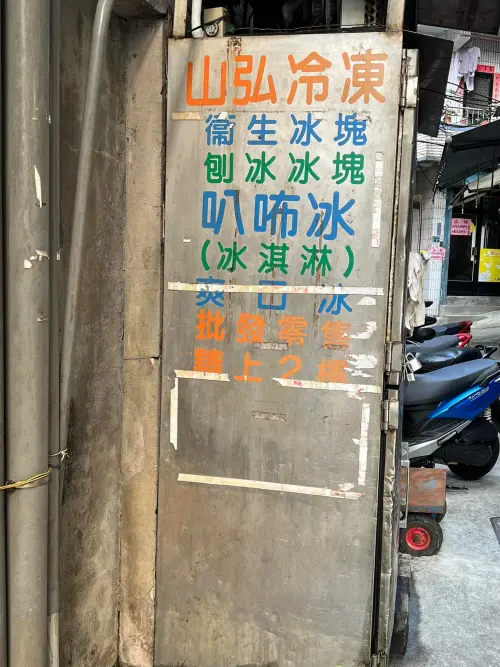 山弘冷凍
衛生冰塊
刨冰冰塊
叭咘冰
(冰淇淋)
爽口冰
批發零售
上2樓